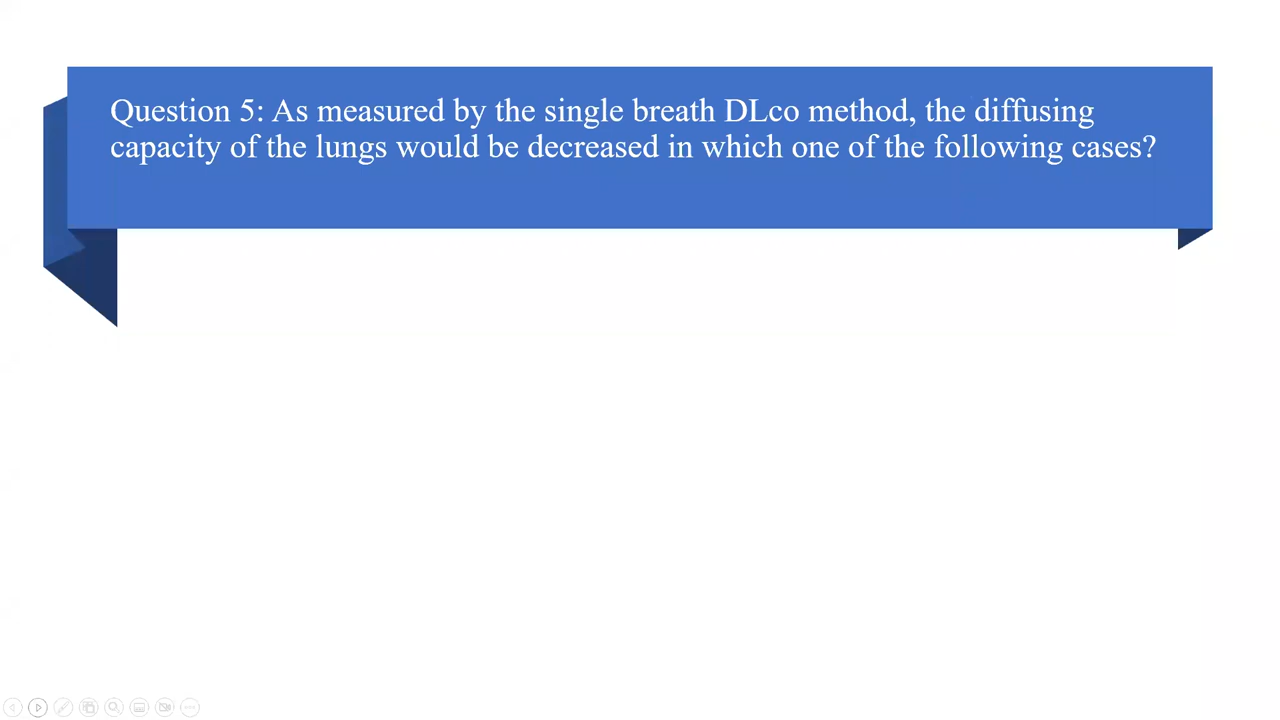 Question 5: As measured by the single breath DLco method, the diffusing
capacity of the lungs would be decreased in which one of the following cases?